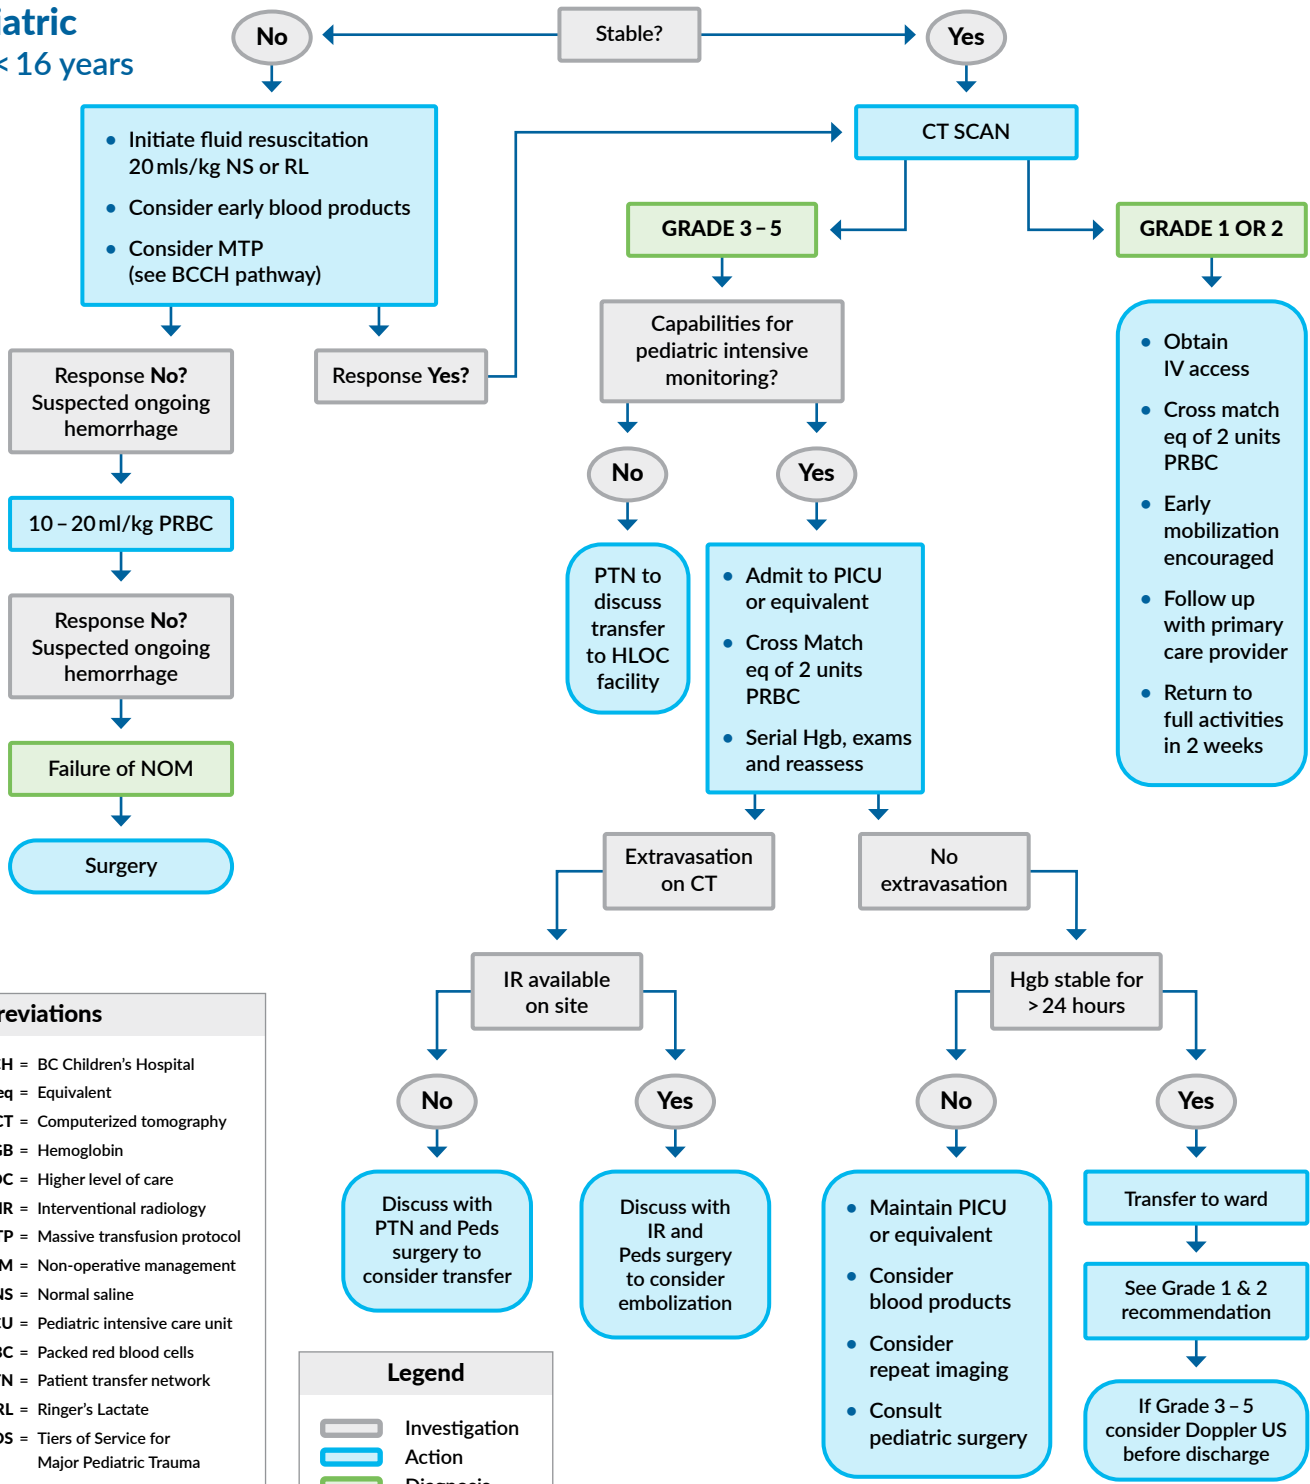 iatric
< 16 years
No
Stable?
Yes
• Initiate fluid resuscitation
20 mls/kg NS or RL
• Consider early blood products
• Consider MTP
(see BCCH pathway)
CT SCAN
GRADE 3 – 5
GRADE 1 OR 2
Response No?
Suspected ongoing
hemorrhage
Response Yes?
Capabilities for
pediatric intensive
monitoring?
• Obtain
IV access
• Cross match
eq of 2 units
PRBC
• Early
mobilization
encouraged
• Follow up
with primary
care provider
• Return to
full activities
in 2 weeks
10 – 20 ml/kg PRBC
No
Yes
Response No?
Suspected ongoing
hemorrhage
PTN to
discuss
transfer
to HLOC
facility
• Admit to PICU
or equivalent
• Cross Match
eq of 2 units
PRBC
• Serial Hgb, exams
and reassess
Failure of NOM
Surgery
Extravasation
on CT
No
extravasation
IR available
on site
Hgb stable for
> 24 hours
No
Yes
No
Yes
Discuss with
PTN and Peds
surgery to
consider transfer
Discuss with
IR and
Peds surgery
to consider
embolization
• Maintain PICU
or equivalent
• Consider
blood products
• Consider
repeat imaging
• Consult
pediatric surgery
Transfer to ward
See Grade 1 & 2
recommendation
If Grade 3 – 5
consider Doppler US
before discharge
reviations
CH = BC Children's Hospital
eq = Equivalent
CT = Computerized tomography
GB = Hemoglobin
OC = Higher level of care
IR = Interventional radiology
TP = Massive transfusion protocol
M = Non-operative management
NS = Normal saline
CU = Pediatric intensive care unit
BC = Packed red blood cells
TN = Patient transfer network
RL = Ringer's Lactate
OS = Tiers of Service for
Major Pediatric Trauma
Legend
Investigation
Action
Diagnosis